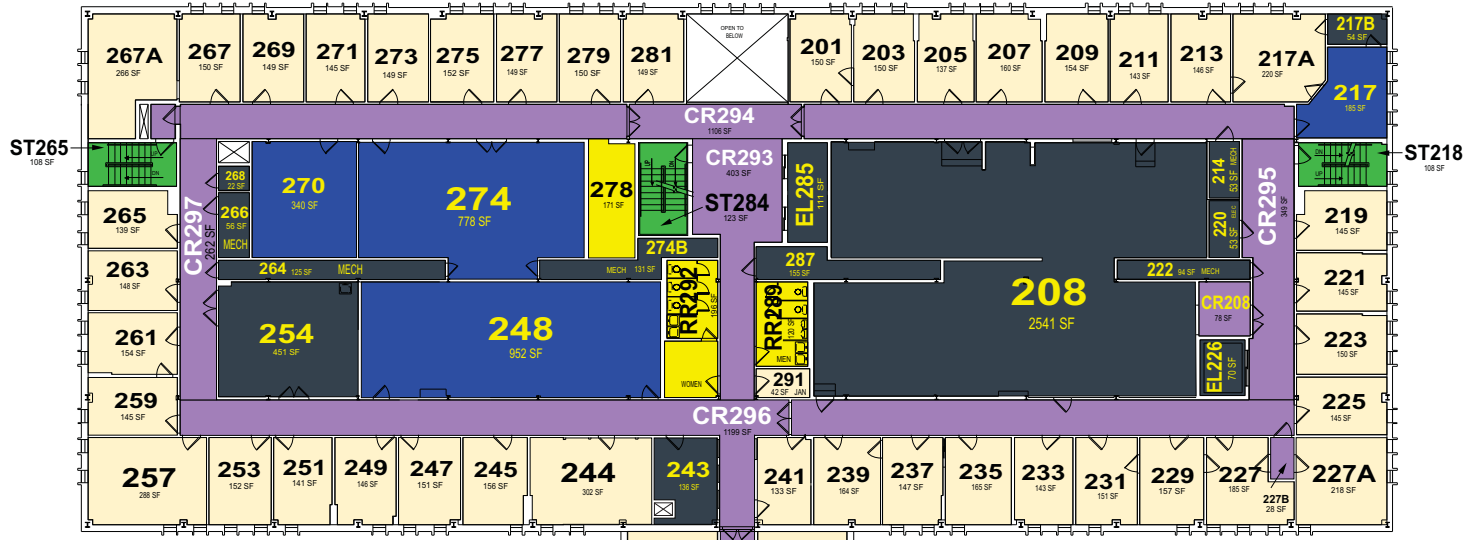 267A
266 SF
267
150 SF
269
149 SF
271
145 SF
273
149 SF
275
152 SF
277
149 SF
279
150 SF
281
149 SF
OPEN TO
BELOW
201
150 SF
203
150 SF
205
137 SF
207
160 SF
209
154 SF
211
143 SF
213
146 SF
217A
220 SF
217B
54 SF
217
185 SF
CR294
1106 SF
ST265
108 SF
UP
DN
CR293
403 SF
ST284
123 SF
UP
DN
ST218
108 SF
DN
UP
268
22 SF
266
56 SF
MECH
270
340 SF
274
778 SF
278
171 SF
EL285
111 SF
214
53 SF MECH
220
53 SF ELEC
CR295
349 SF
265
139 SF
CR297
262 SF
219
145 SF
263
148 SF
264 125 SF MECH
274B
MECH 131 SF
287
155 SF
222 94 SF MECH
221
145 SF
261
154 SF
254
451 SF
248
952 SF
RR292
196 SF
WOMEN
RR289
120 SF
MEN
208
2541 SF
CR208
78 SF
EL226
70 SF
223
150 SF
259
145 SF
291
42 SF JAN
225
145 SF
CR296
1199 SF
257
288 SF
253
152 SF
251
141 SF
249
146 SF
247
151 SF
245
156 SF
244
302 SF
243
136 SF
241
133 SF
239
164 SF
237
147 SF
235
165 SF
233
143 SF
231
151 SF
229
157 SF
227
185 SF
227B
28 SF
227A
218 SF